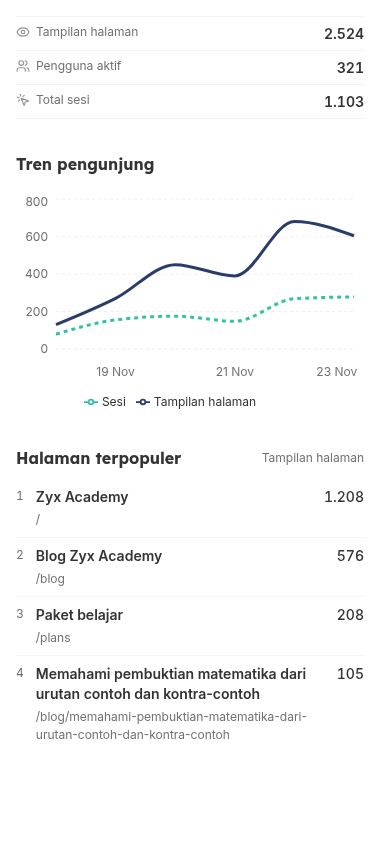 Tampilan halaman 2.524
Pengguna aktif 321
Total sesi 1.103
Tren pengunjung
800
600
400
200
0
19 Nov 21 Nov 23 Nov
Sesi Tampilan halaman
Halaman terpopuler Tampilan halaman
1 Zyx Academy 1.208
/
2 Blog Zyx Academy 576
/blog
3 Paket belajar 208
/plans
4 Memahami pembuktian matematika dari 105
urutan contoh dan kontra-contoh
/blog/memahami-pembuktian-matematika-dari-
urutan-contoh-dan-kontra-contoh